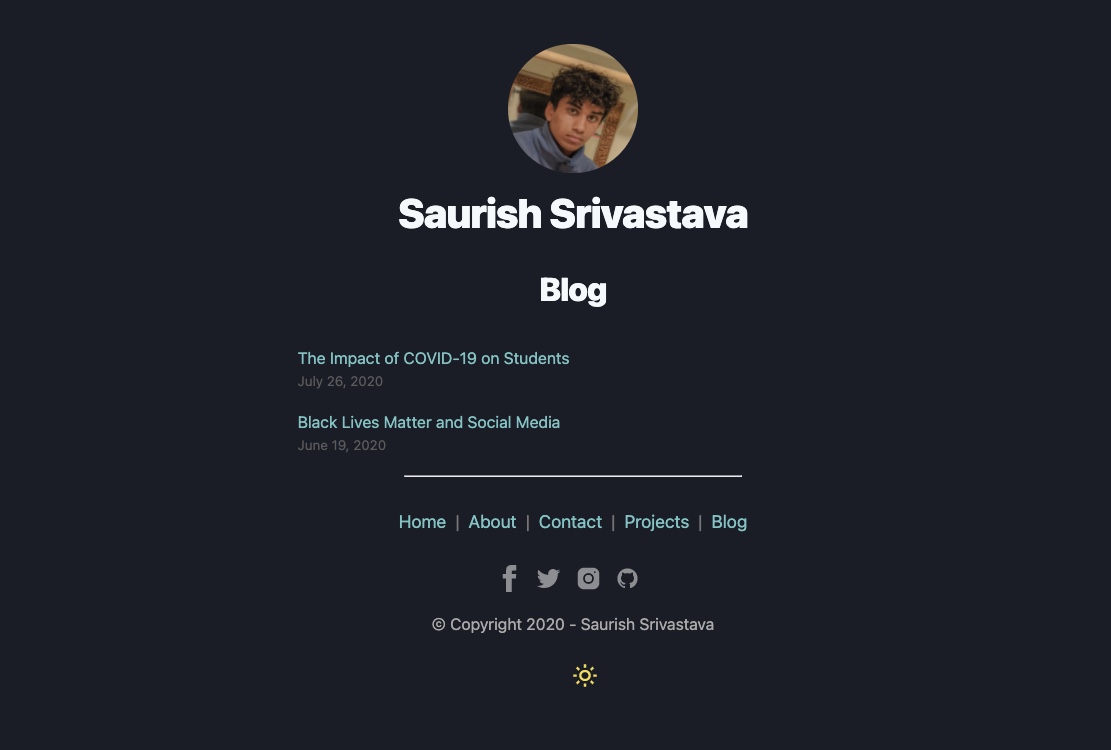 Saurish Srivastava
Blog
The Impact of COVID-19 on Students
July 26, 2020
Black Lives Matter and Social Media
June 19, 2020
Home | About | Contact | Projects | Blog
© Copyright 2020 - Saurish Srivastava